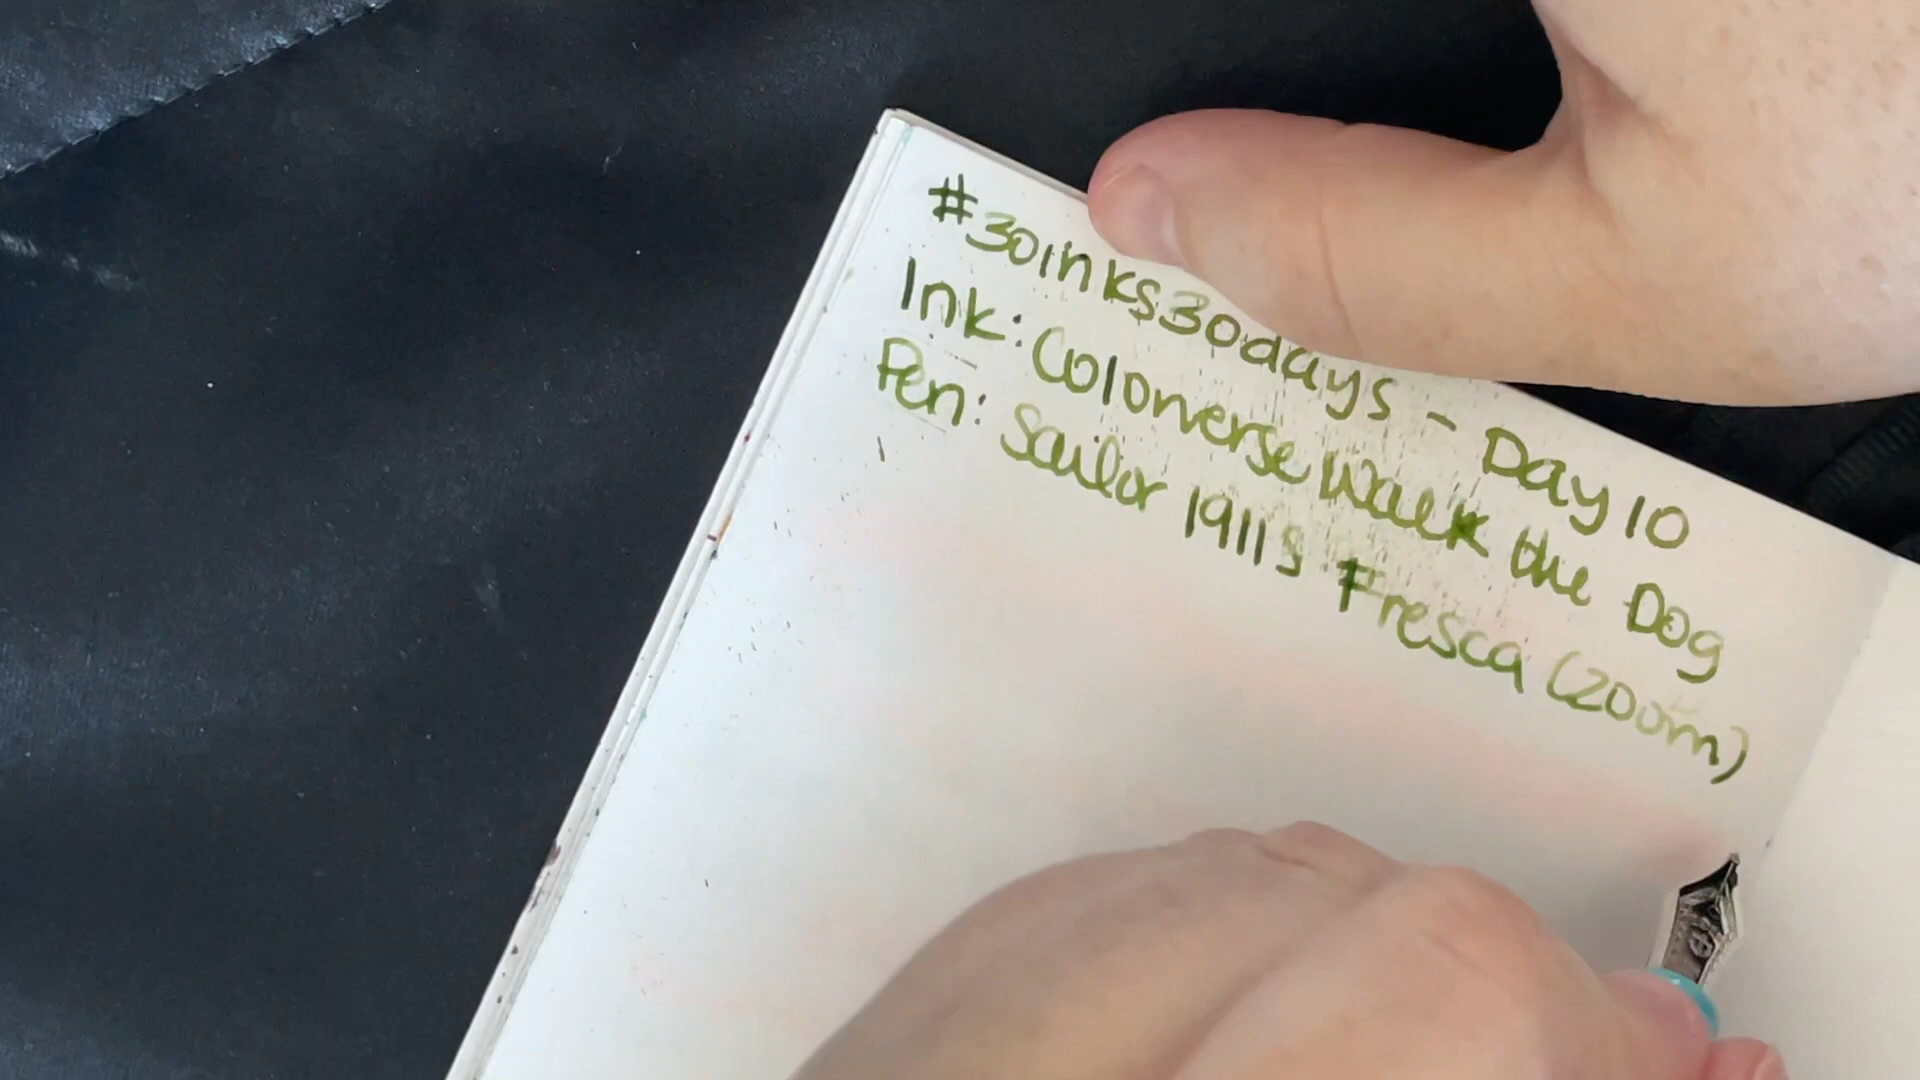 #30inks30days - Day 10
Ink: Colorverse Walk the Dog
Pen: Sailor 1911s Fresca (zoom)